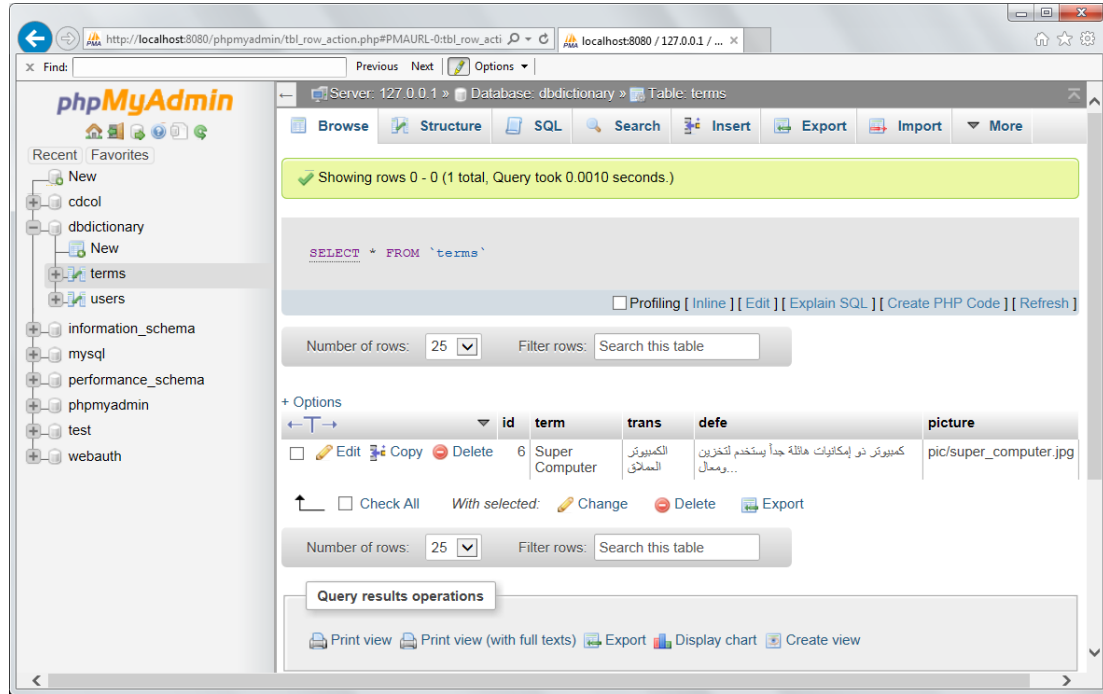 http://localhost:8080/phpmyadmin/tbl_row_action.php#PMAURL-0:tbl_row_acti
localhost:8080 / 127.0.0.1 / ...
Find: Previous Next Options
phpMyAdmin
Recent Favorites
New
cdcol
dbdictionary
New
terms
users
information_schema
mysql
performance_schema
phpmyadmin
test
webauth
Server: 127.0.0.1 » Database: dbdictionary » Table: terms
Browse Structure SQL Search Insert Export Import More
Showing rows 0 - 0 (1 total, Query took 0.0010 seconds.)
SELECT * FROM `terms`
Profiling [ Inline ] [ Edit ] [ Explain SQL ] [ Create PHP Code ] [ Refresh ]
Number of rows: 25 Filter rows: Search this table
+ Options
id term trans defe picture
Edit Copy Delete 6 Super Computer الكمبيوتر العملاق كمبيوتر ذو إمكانيات هائلة جداً يستخدم لتخزين ومعال... pic/super_computer.jpg
Check All With selected: Change Delete Export
Number of rows: 25 Filter rows: Search this table
Query results operations
Print view Print view (with full texts) Export Display chart Create view